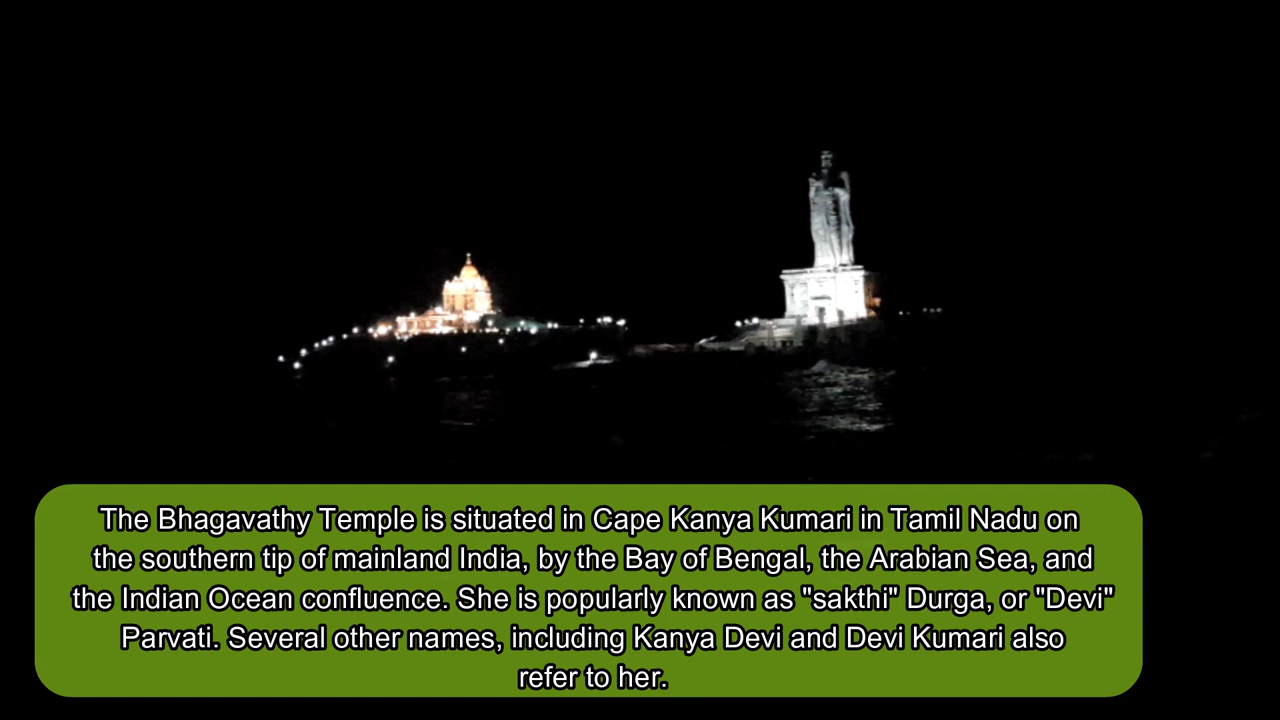 The Bhagavathy Temple is situated in Cape Kanya Kumari in Tamil Nadu on
the southern tip of mainland India, by the Bay of Bengal, the Arabian Sea, and
the Indian Ocean confluence. She is popularly known as "sakthi" Durga, or "Devi"
Parvati. Several other names, including Kanya Devi and Devi Kumari also
refer to her.